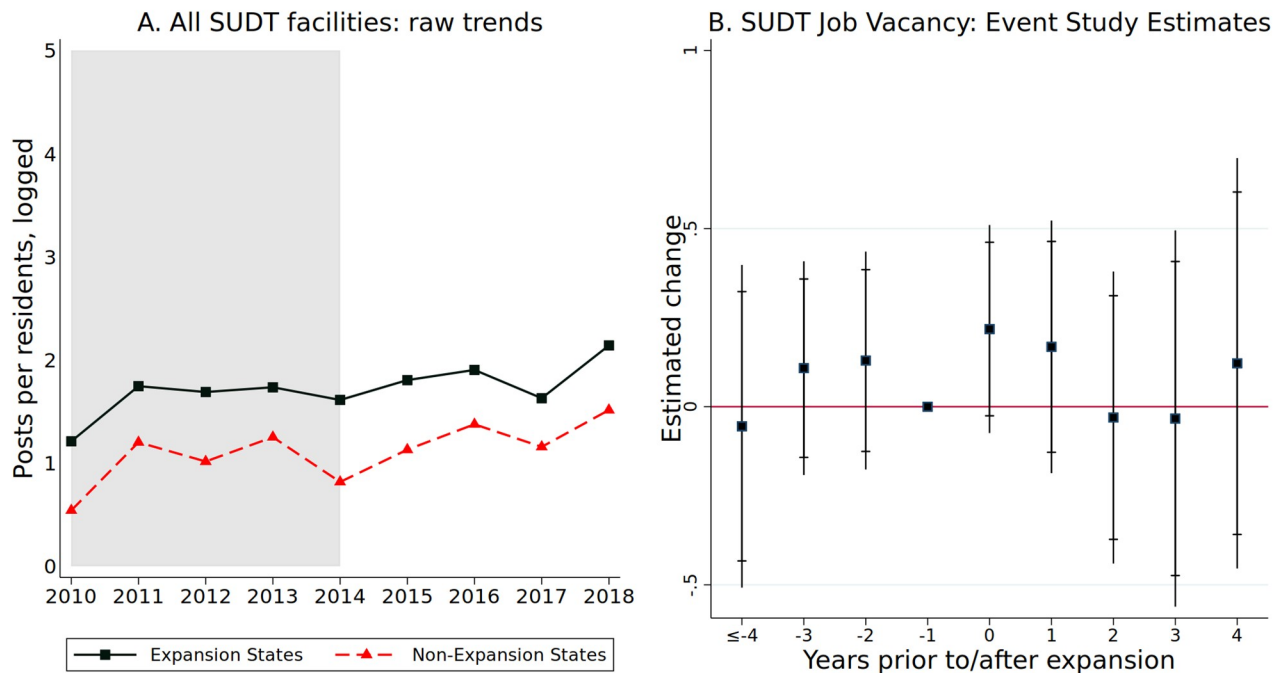 A. All SUDT facilities: raw trends
Posts per residents, logged
5
4
3
2
1
0
2010 2011 2012 2013 2014 2015 2016 2017 2018
Expansion States Non-Expansion States
B. SUDT Job Vacancy: Event Study Estimates
Estimated change
1
.5
0
-.5
≤-4 -3 -2 -1 0 1 2 3 4
Years prior to/after expansion